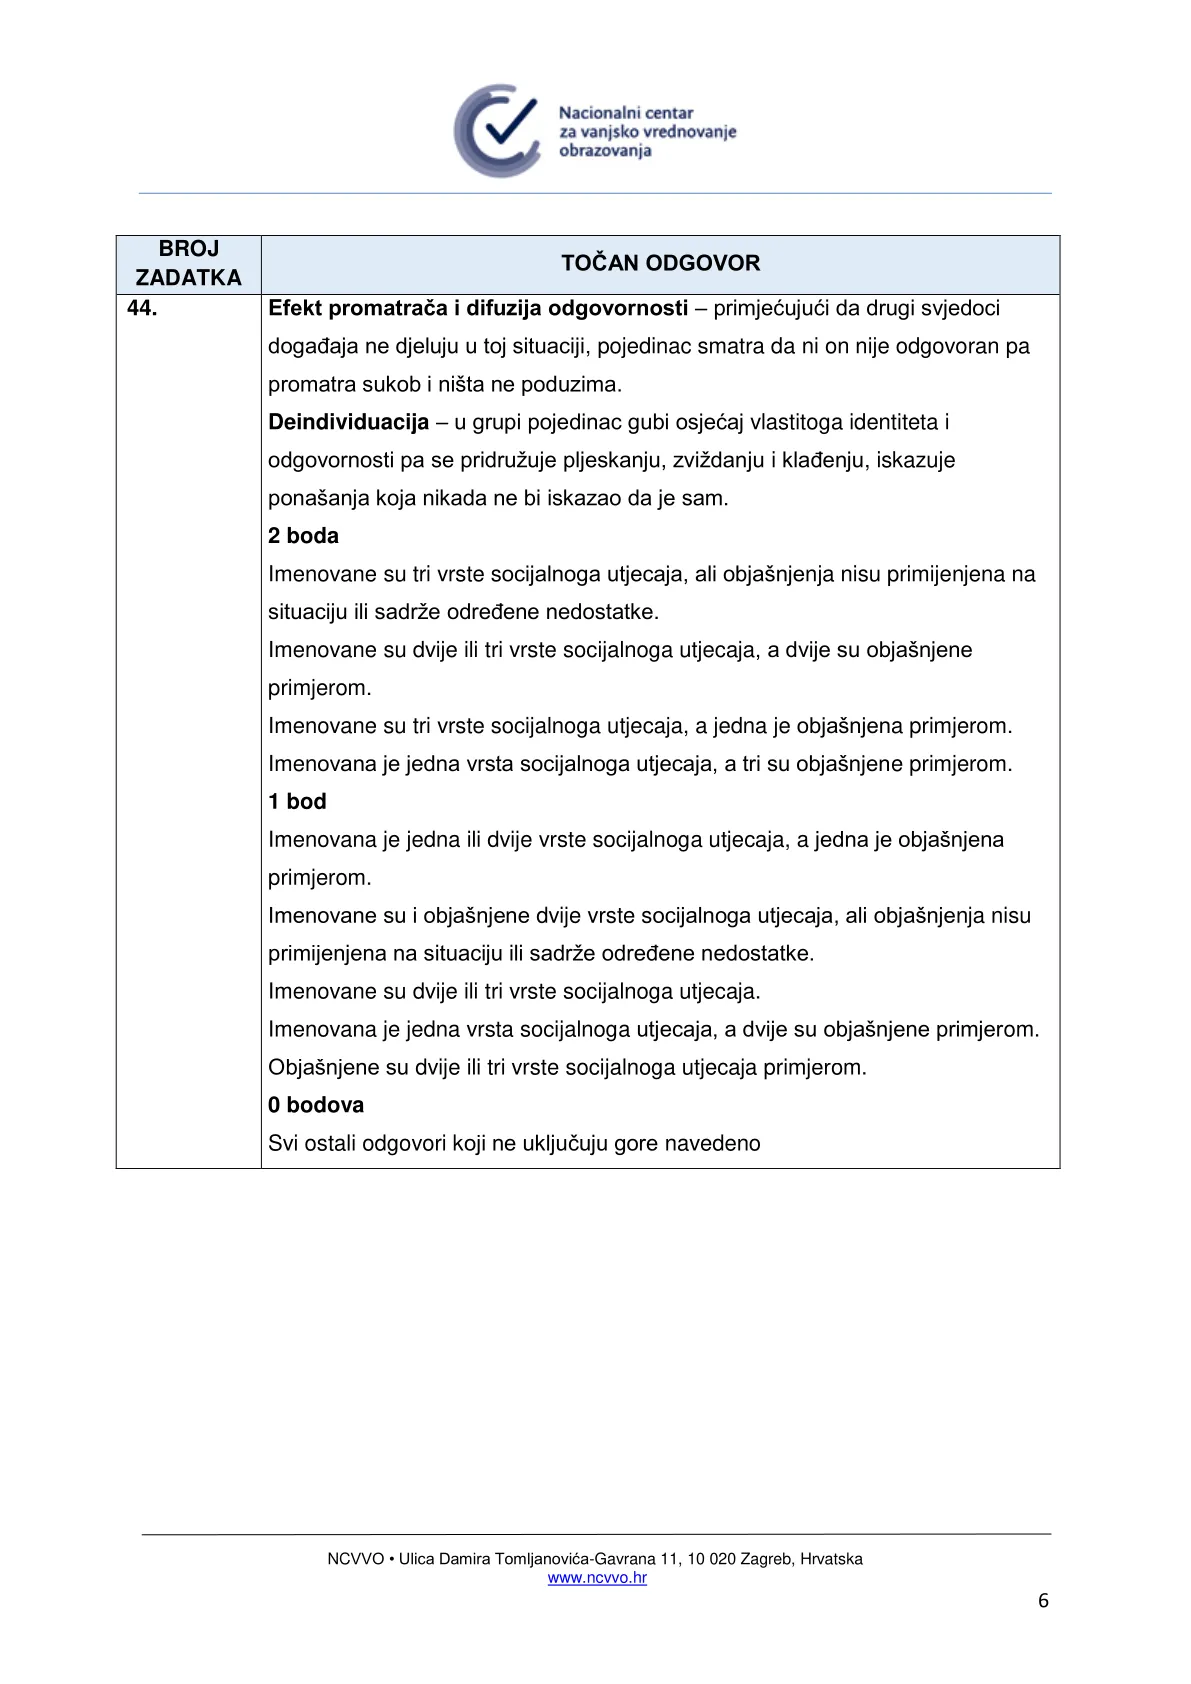 Nacionalni centar
za vanjsko vrednovanje
obrazovanja
BROJ
ZADATKA
TOČAN ODGOVOR
44.
Efekt promatrača i difuzija odgovornosti – primjećujući da drugi svjedoci
događaja ne djeluju u toj situaciji, pojedinac smatra da ni on nije odgovoran pa
promatra sukob i ništa ne poduzima.
Deindividuacija – u grupi pojedinac gubi osjećaj vlastitoga identiteta i
odgovornosti pa se pridružuje pljeskanju, zviždanju i klađenju, iskazuje
ponašanja koja nikada ne bi iskazao da je sam.
2 boda
Imenovane su tri vrste socijalnoga utjecaja, ali objašnjenja nisu primijenjena na
situaciju ili sadrže određene nedostatke.
Imenovane su dvije ili tri vrste socijalnoga utjecaja, a dvije su objašnjene
primjerom.
Imenovane su tri vrste socijalnoga utjecaja, a jedna je objašnjena primjerom.
Imenovana je jedna vrsta socijalnoga utjecaja, a tri su objašnjene primjerom.
1 bod
Imenovana je jedna ili dvije vrste socijalnoga utjecaja, a jedna je objašnjena
primjerom.
Imenovane su i objašnjene dvije vrste socijalnoga utjecaja, ali objašnjenja nisu
primijenjena na situaciju ili sadrže određene nedostatke.
Imenovane su dvije ili tri vrste socijalnoga utjecaja.
Imenovana je jedna vrsta socijalnoga utjecaja, a dvije su objašnjene primjerom.
Objašnjene su dvije ili tri vrste socijalnoga utjecaja primjerom.
0 bodova
Svi ostali odgovori koji ne uključuju gore navedeno
NCVVO • Ulica Damira Tomljanovića-Gavrana 11, 10 020 Zagreb, Hrvatska
www.ncvvo.hr
6